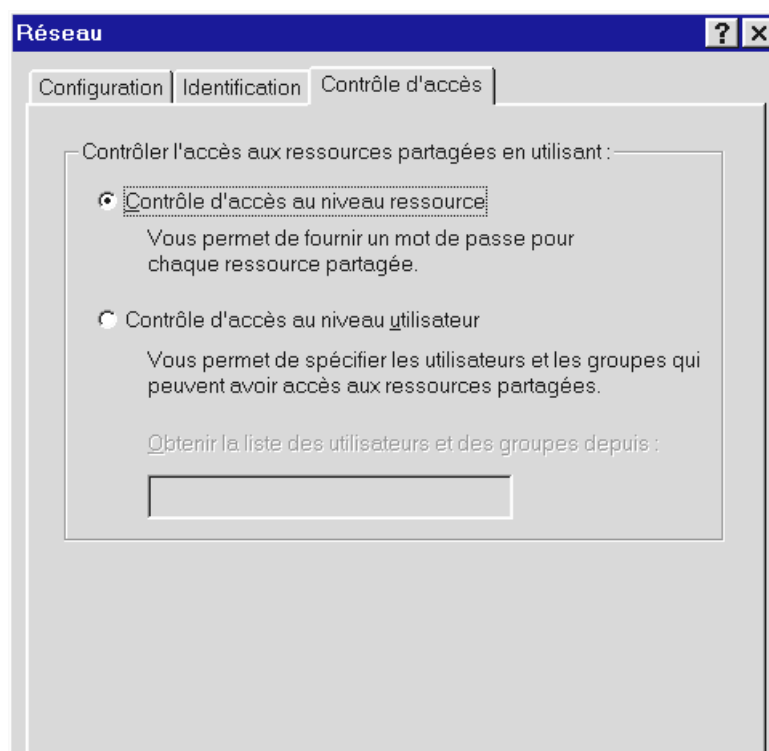 Réseau
Configuration
Identification
Contrôle d'accès
Contrôler l'accès aux ressources partagées en utilisant :
Contrôle d'accès au niveau ressource
Vous permet de fournir un mot de passe pour
chaque ressource partagée.
Contrôle d'accès au niveau utilisateur
Vous permet de spécifier les utilisateurs et les groupes qui
peuvent avoir accès aux ressources partagées.
Obtenir la liste des utilisateurs et des groupes depuis :